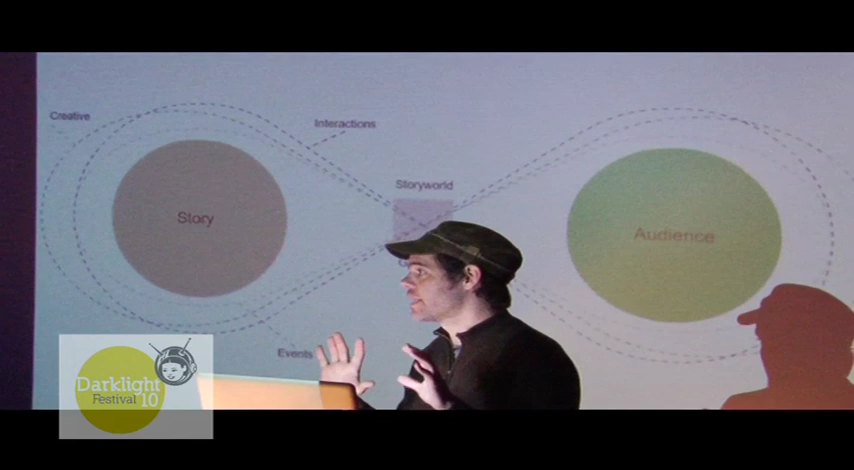 Creative
Interactions
Storyworld
Story
Audience
Events
Darklight
Festival '10